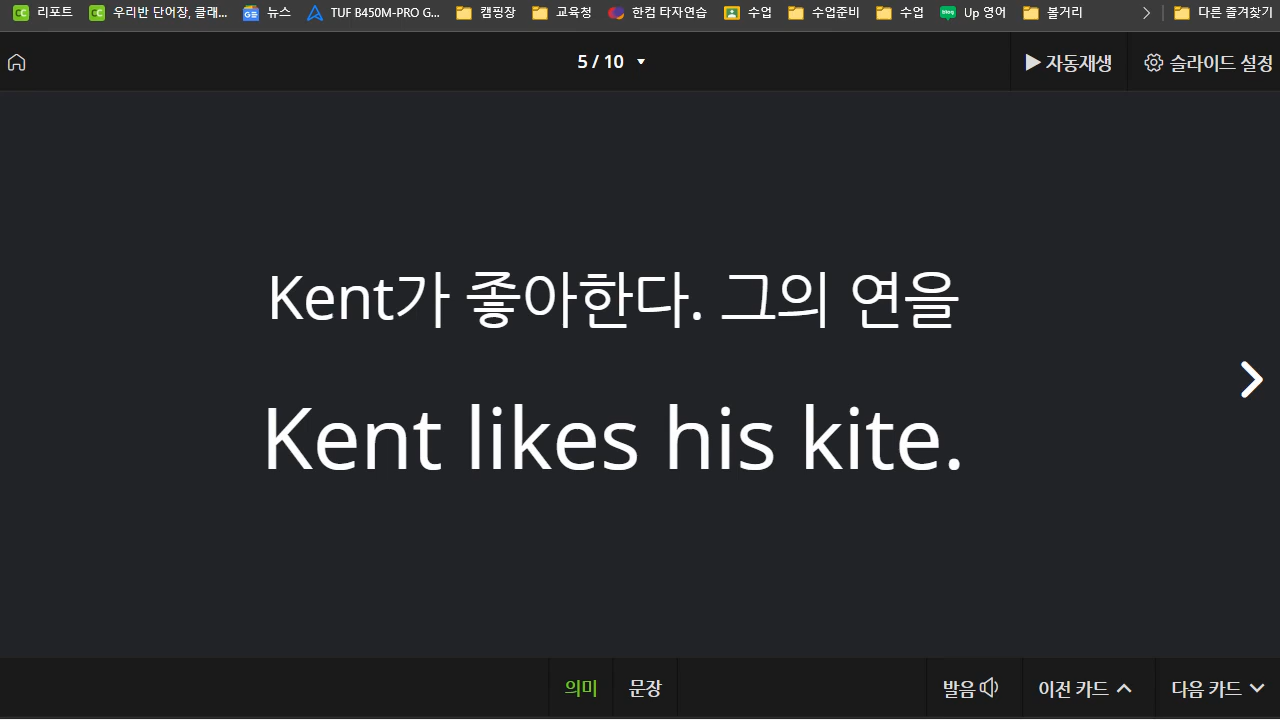 리포트 우리반 단어장, 클래... 뉴스 TUF B450M-PRO G... 캠핑장 교육청 한컴 타자연습 수업 수업준비 수업 Up 영어 볼거리 다른 즐겨찾기
5 / 10 자동재생 슬라이드 설정
Kent가 좋아한다. 그의 연을
Kent likes his kite.
의미 문장 발음 이전 카드 다음 카드